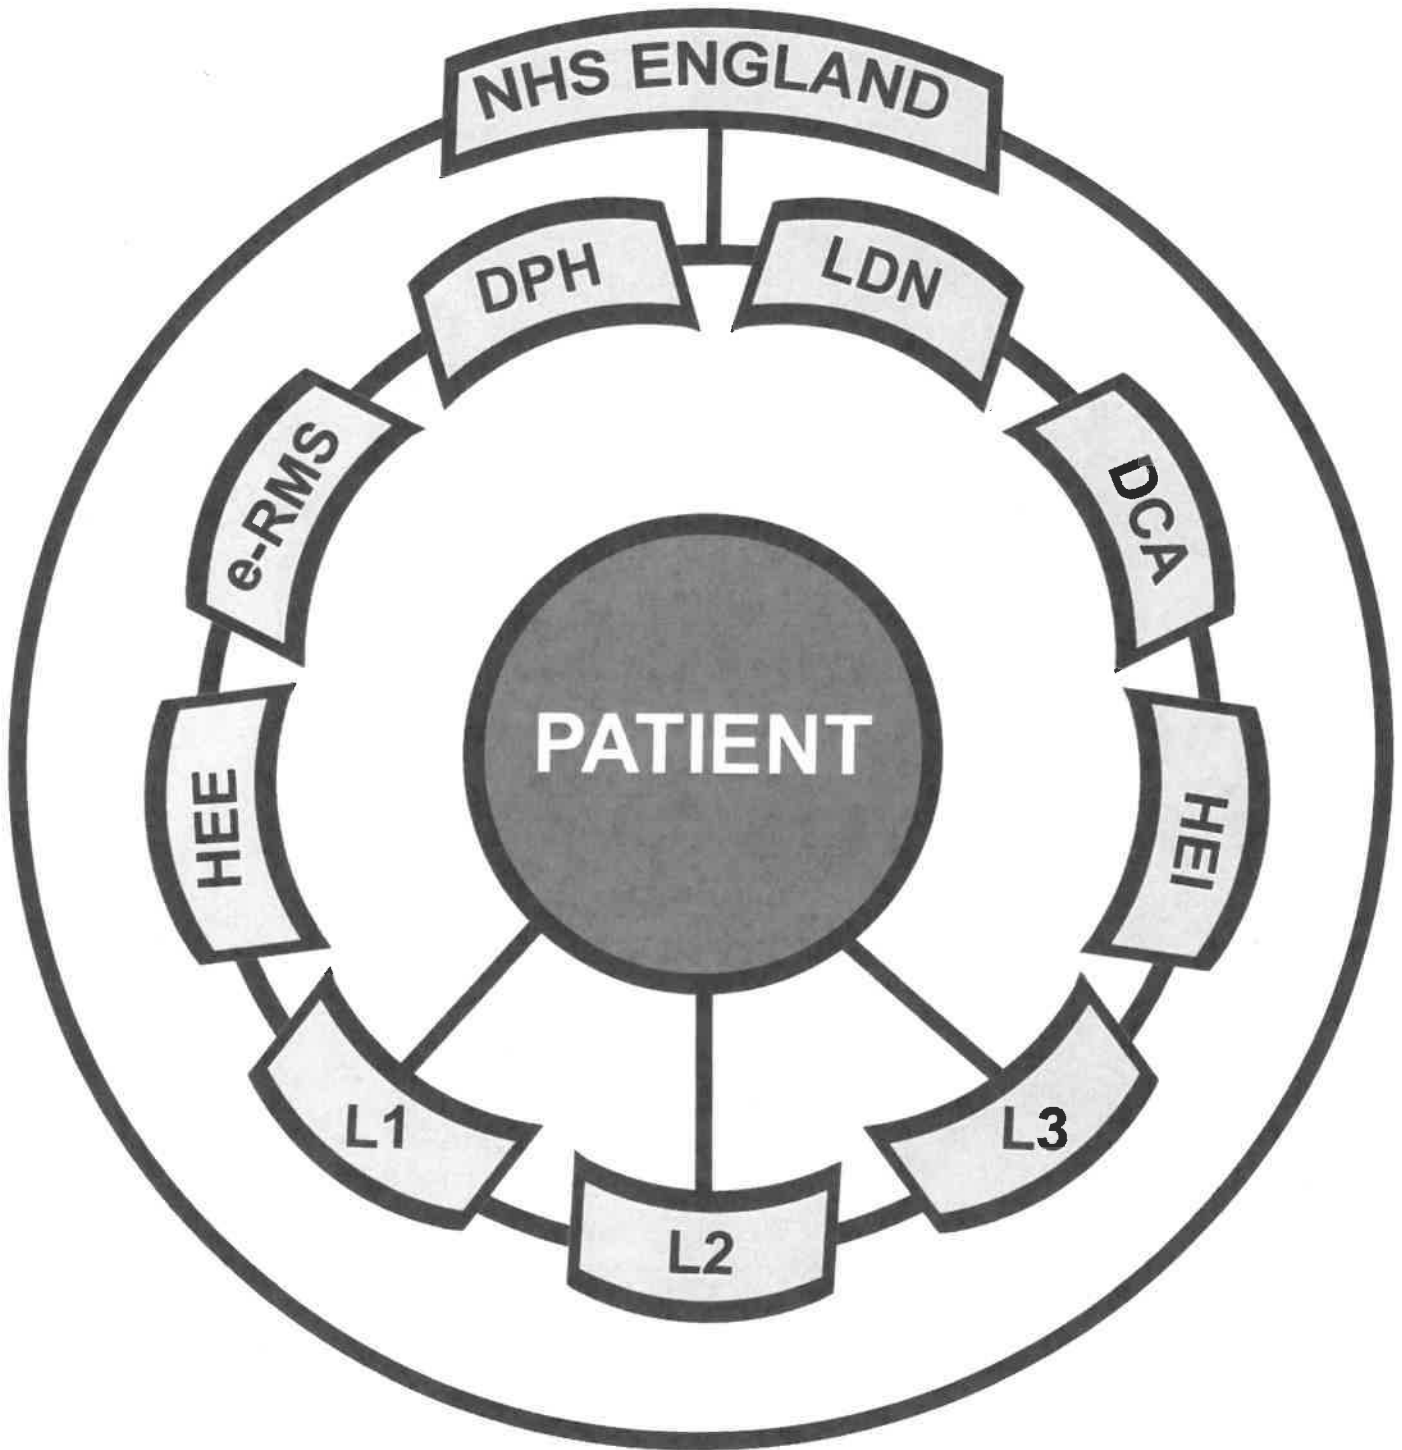 NHS ENGLAND
DPH
LDN
e-RMS
DCA
PATIENT
HEE
HEI
L1
L3
L2